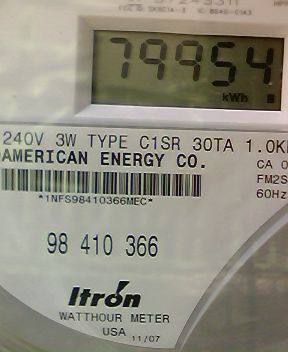 79954
kWh
240V 3W TYPE C1SR 30TA 1.0K
AMERICAN ENERGY CO.
CA 0
FM2S
60Hz
*1NFS98410366MEC*
98 410 366
Itrón
WATTHOUR METER
USA 11/07